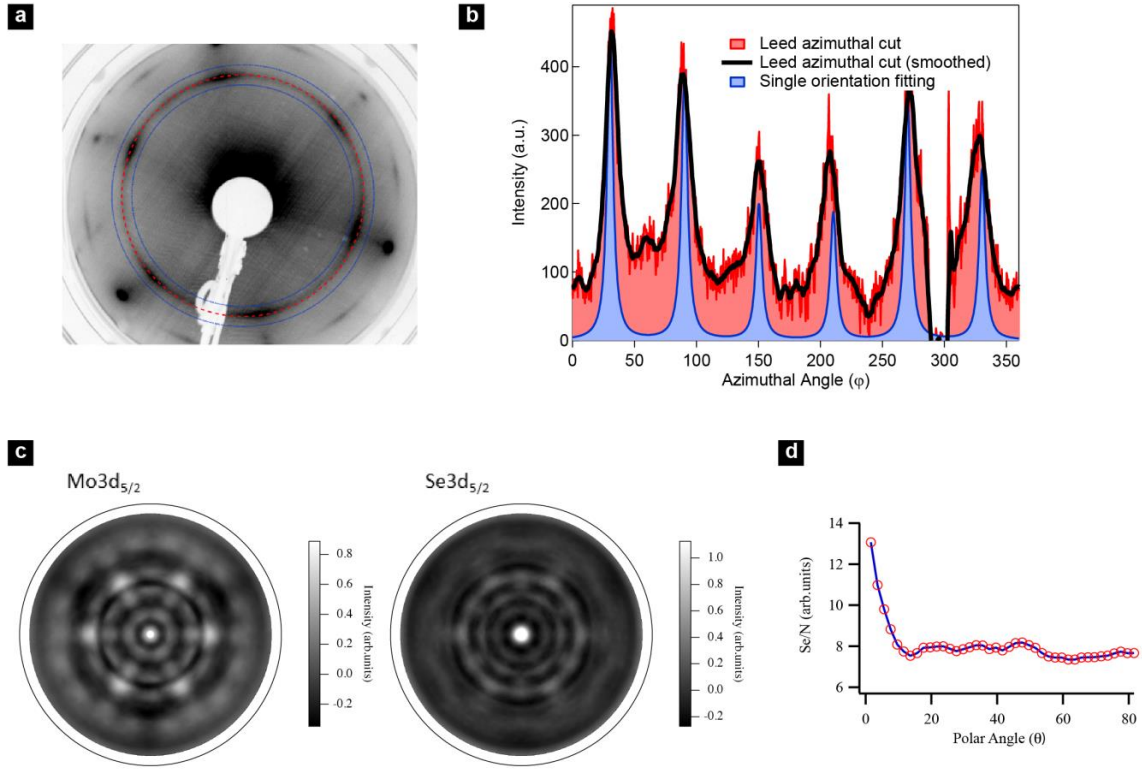 a
b
Leed azimuthal cut
Leed azimuthal cut (smoothed)
Single orientation fitting
Intensity (a.u.)
400
300
200
100
0
0 50 100 150 200 250 300 350
Azimuthal Angle (φ)
c
Mo3d5/2
0.8
0.6
0.4
0.2
0.0
-0.2
Intensity (arb.units)
Se3d5/2
1.0
0.8
0.6
0.4
0.2
0.0
-0.2
Intensity (arb.units)
d
Se/N (arb.units)
14
12
10
8
6
0 20 40 60 80
Polar Angle (θ)